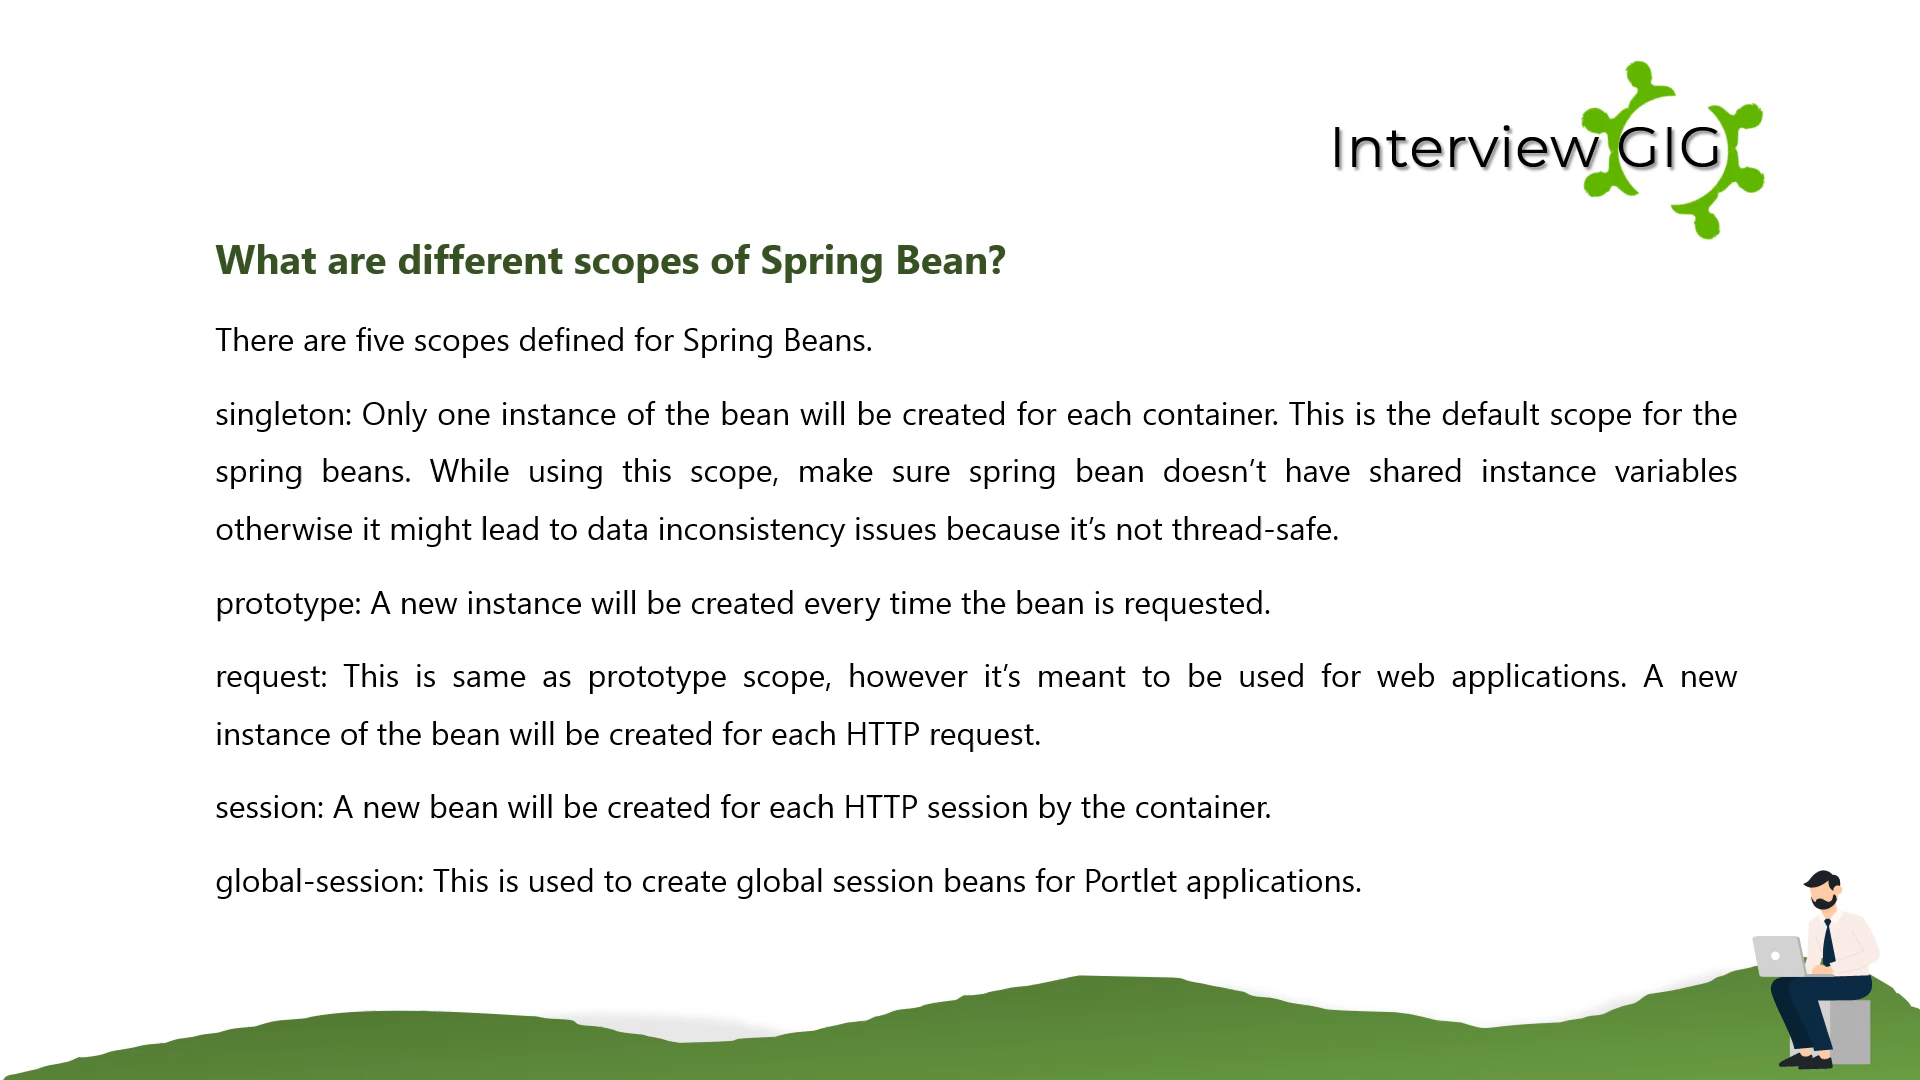 Interview GIG
What are different scopes of Spring Bean?
There are five scopes defined for Spring Beans.
singleton: Only one instance of the bean will be created for each container. This is the default scope for the
spring beans. While using this scope, make sure spring bean doesn’t have shared instance variables
otherwise it might lead to data inconsistency issues because it’s not thread-safe.
prototype: A new instance will be created every time the bean is requested.
request: This is same as prototype scope, however it’s meant to be used for web applications. A new
instance of the bean will be created for each HTTP request.
session: A new bean will be created for each HTTP session by the container.
global-session: This is used to create global session beans for Portlet applications.